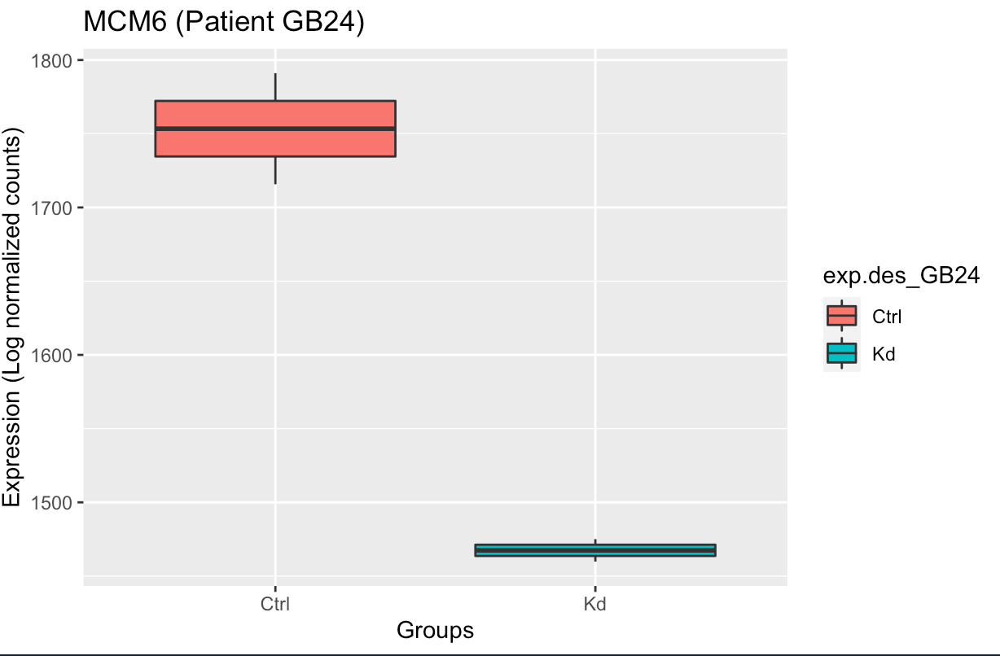 MCM6 (Patient GB24)
Expression (Log normalized counts)
1800
1700
1600
1500
Ctrl
Kd
Groups
exp.des_GB24
Ctrl
Kd